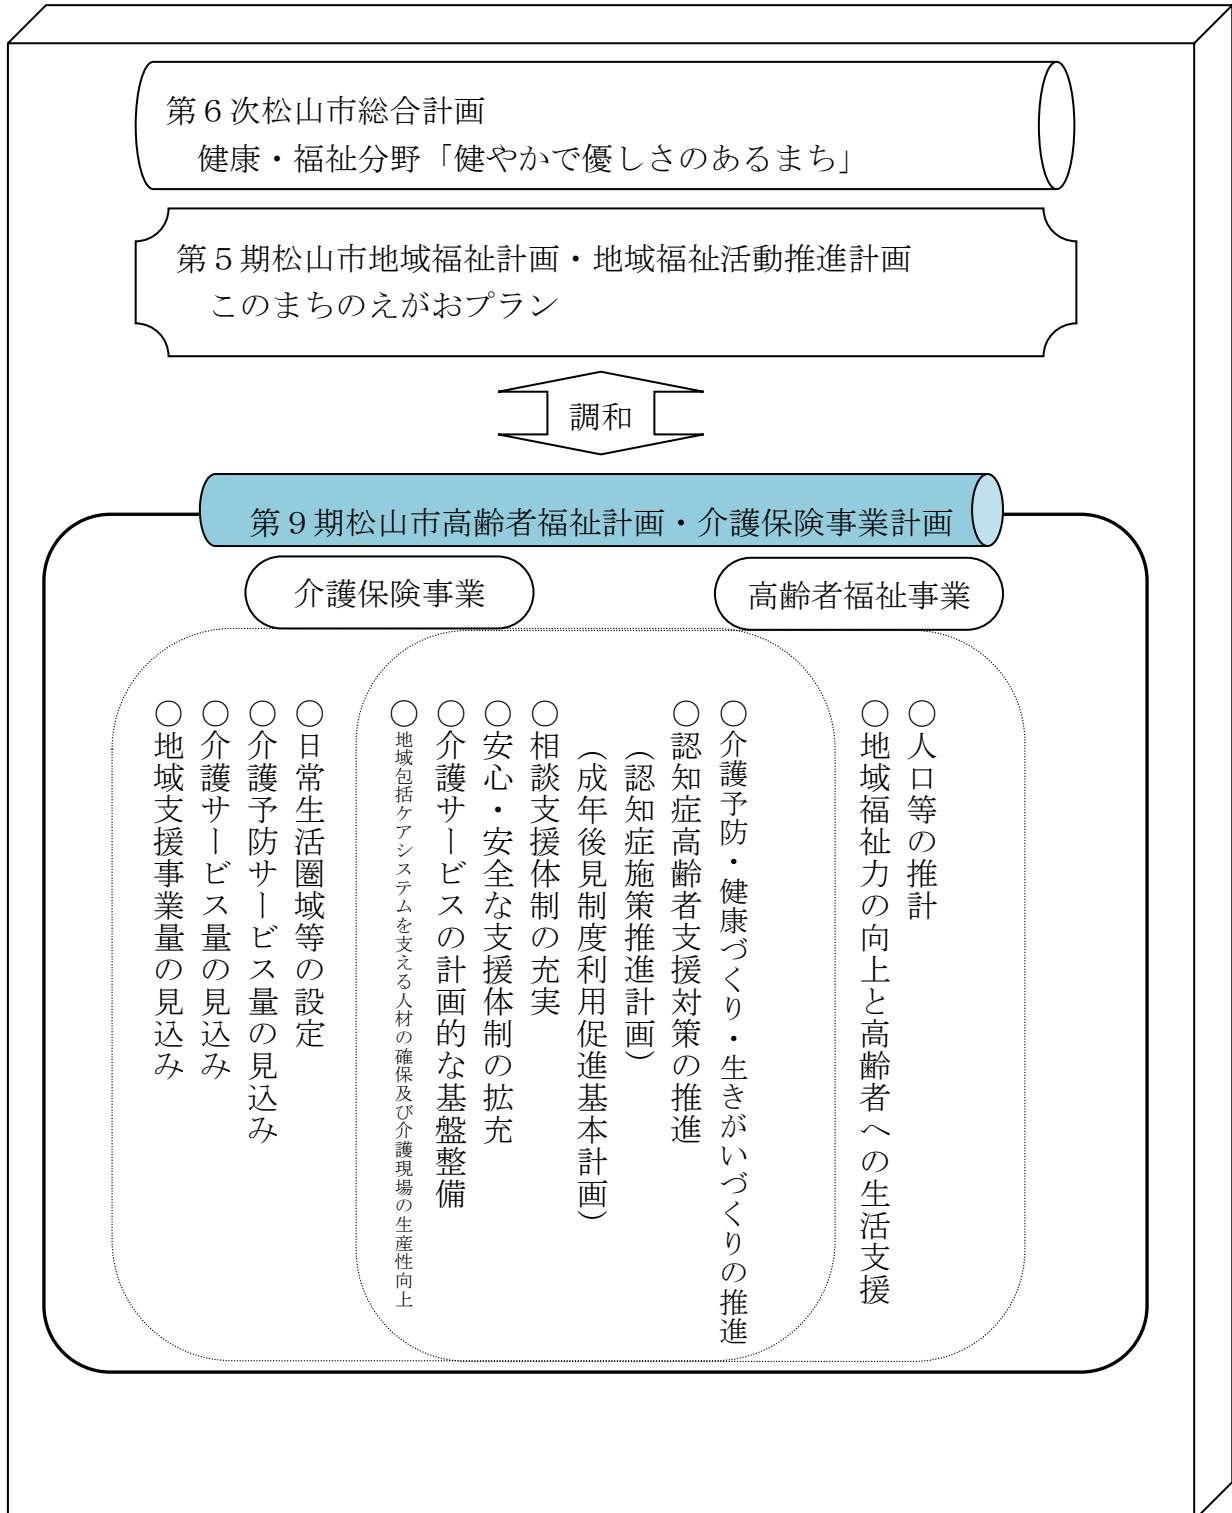 第６次松山市総合計画
健康・福祉分野「健やかで優しさのあるまち」
第５期松山市地域福祉計画・地域福祉活動推進計画
このまちのえがおプラン
調和
第９期松山市高齢者福祉計画・介護保険事業計画
介護保険事業
高齢者福祉事業
○人口等の推計
○地域福祉力の向上と高齢者への生活支援
○介護予防・健康づくり・生きがいづくりの推進
○認知症高齢者支援対策の推進
（認知症施策推進計画）
（成年後見制度利用促進基本計画）
○相談支援体制の充実
○安心・安全な支援体制の拡充
○介護サービスの計画的な基盤整備
○地域包括ケアシステムを支える人材の確保及び介護現場の生産性向上
○日常生活圏域等の設定
○介護予防サービス量の見込み
○介護サービス量の見込み
○地域支援事業量の見込み